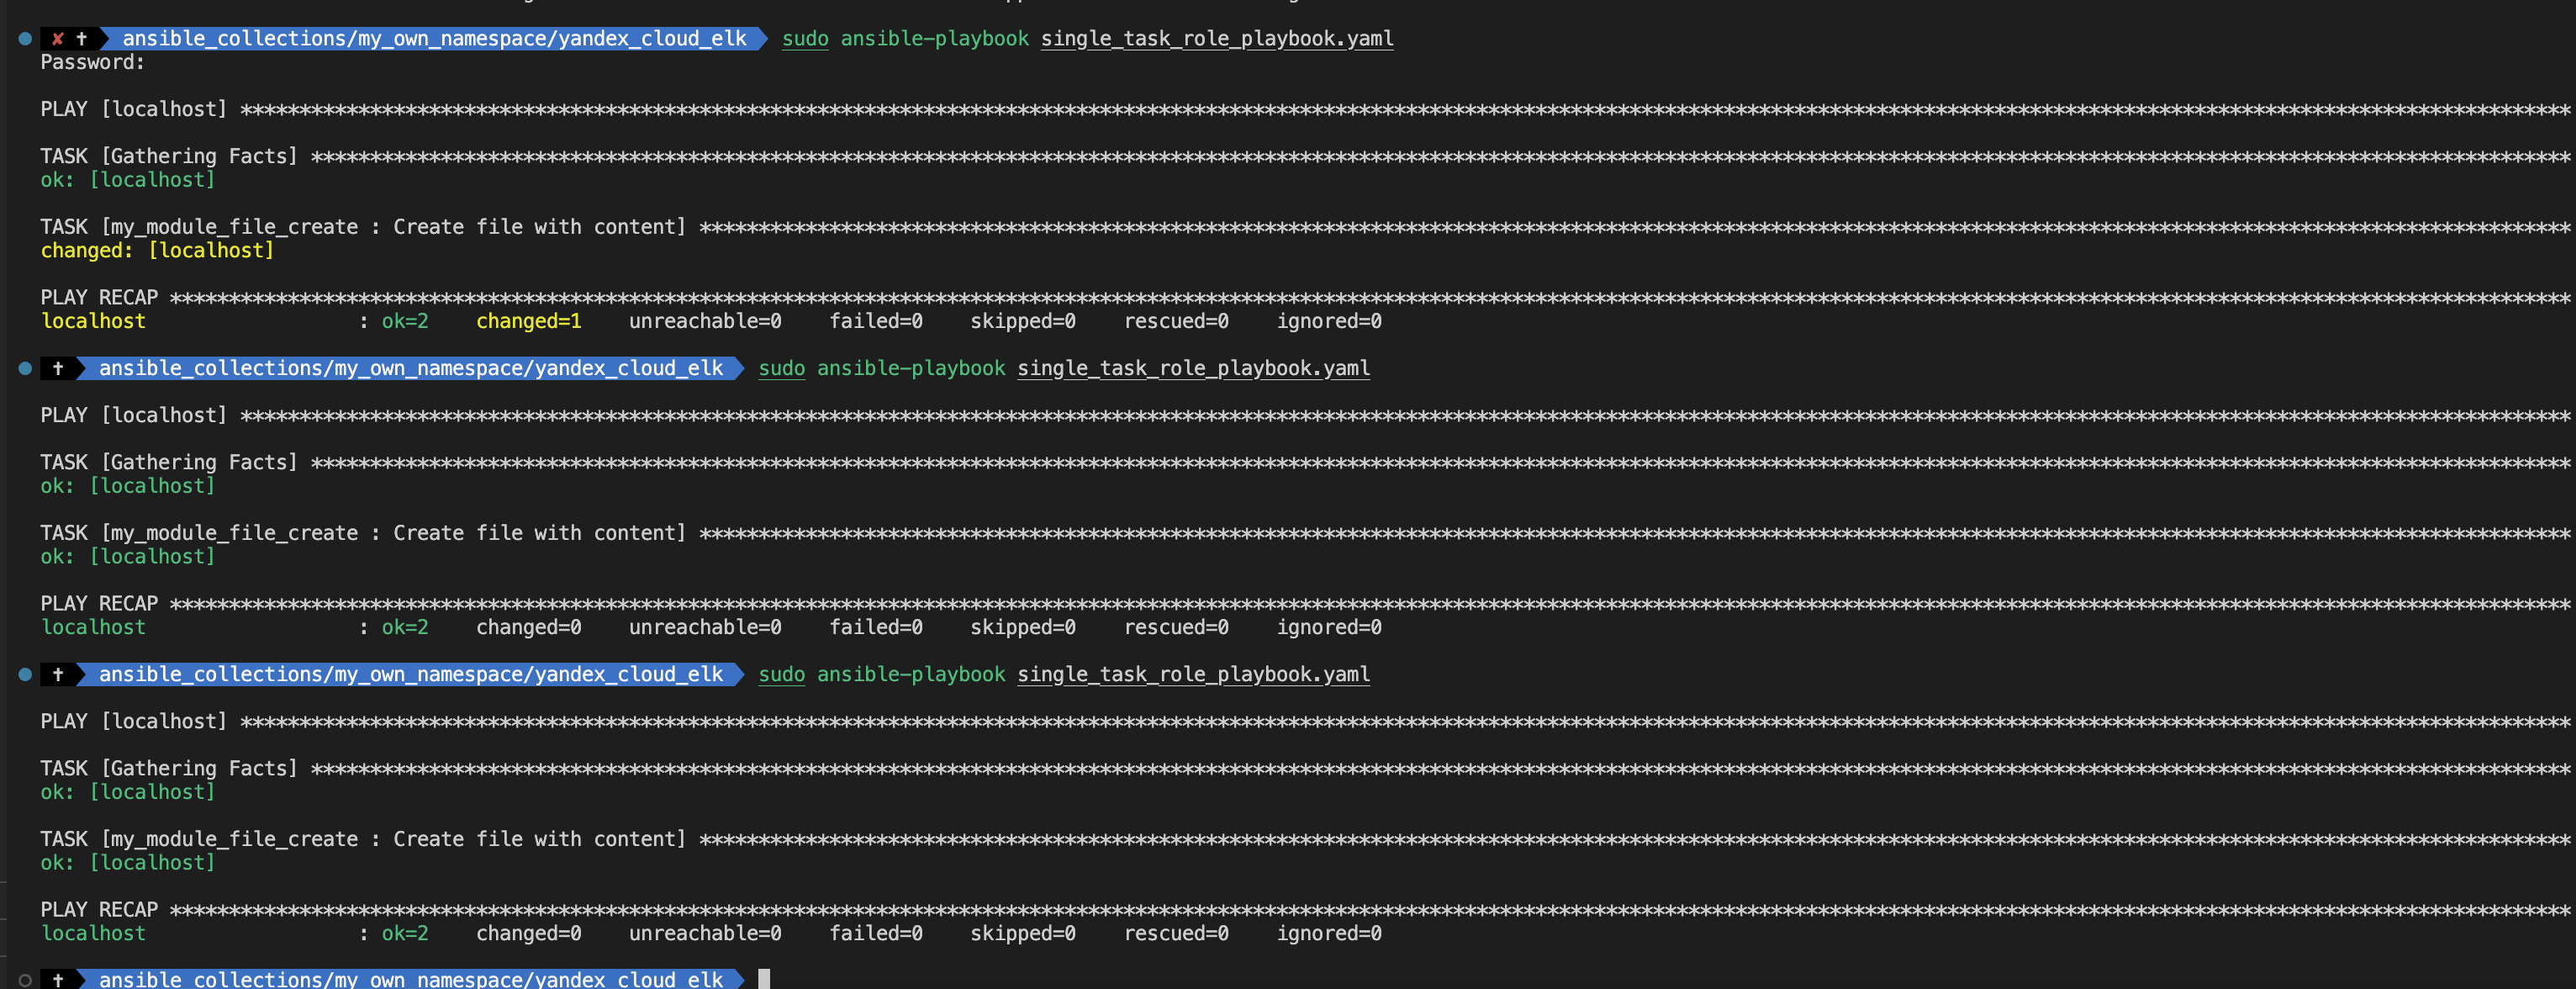 ✘ † ansible_collections/my_own_namespace/yandex_cloud_elk sudo ansible-playbook single_task_role_playbook.yaml
Password:
PLAY [localhost] ****************************************************************
TASK [Gathering Facts] ****************************************************************
ok: [localhost]
TASK [my_module_file_create : Create file with content] ****************************************************************
changed: [localhost]
PLAY RECAP ****************************************************************
localhost : ok=2 changed=1 unreachable=0 failed=0 skipped=0 rescued=0 ignored=0
† ansible_collections/my_own_namespace/yandex_cloud_elk sudo ansible-playbook single_task_role_playbook.yaml
PLAY [localhost] ****************************************************************
TASK [Gathering Facts] ****************************************************************
ok: [localhost]
TASK [my_module_file_create : Create file with content] ****************************************************************
ok: [localhost]
PLAY RECAP ****************************************************************
localhost : ok=2 changed=0 unreachable=0 failed=0 skipped=0 rescued=0 ignored=0
† ansible_collections/my_own_namespace/yandex_cloud_elk sudo ansible-playbook single_task_role_playbook.yaml
PLAY [localhost] ****************************************************************
TASK [Gathering Facts] ****************************************************************
ok: [localhost]
TASK [my_module_file_create : Create file with content] ****************************************************************
ok: [localhost]
PLAY RECAP ****************************************************************
localhost : ok=2 changed=0 unreachable=0 failed=0 skipped=0 rescued=0 ignored=0
† ansible_collections/my_own_namespace/yandex_cloud_elk